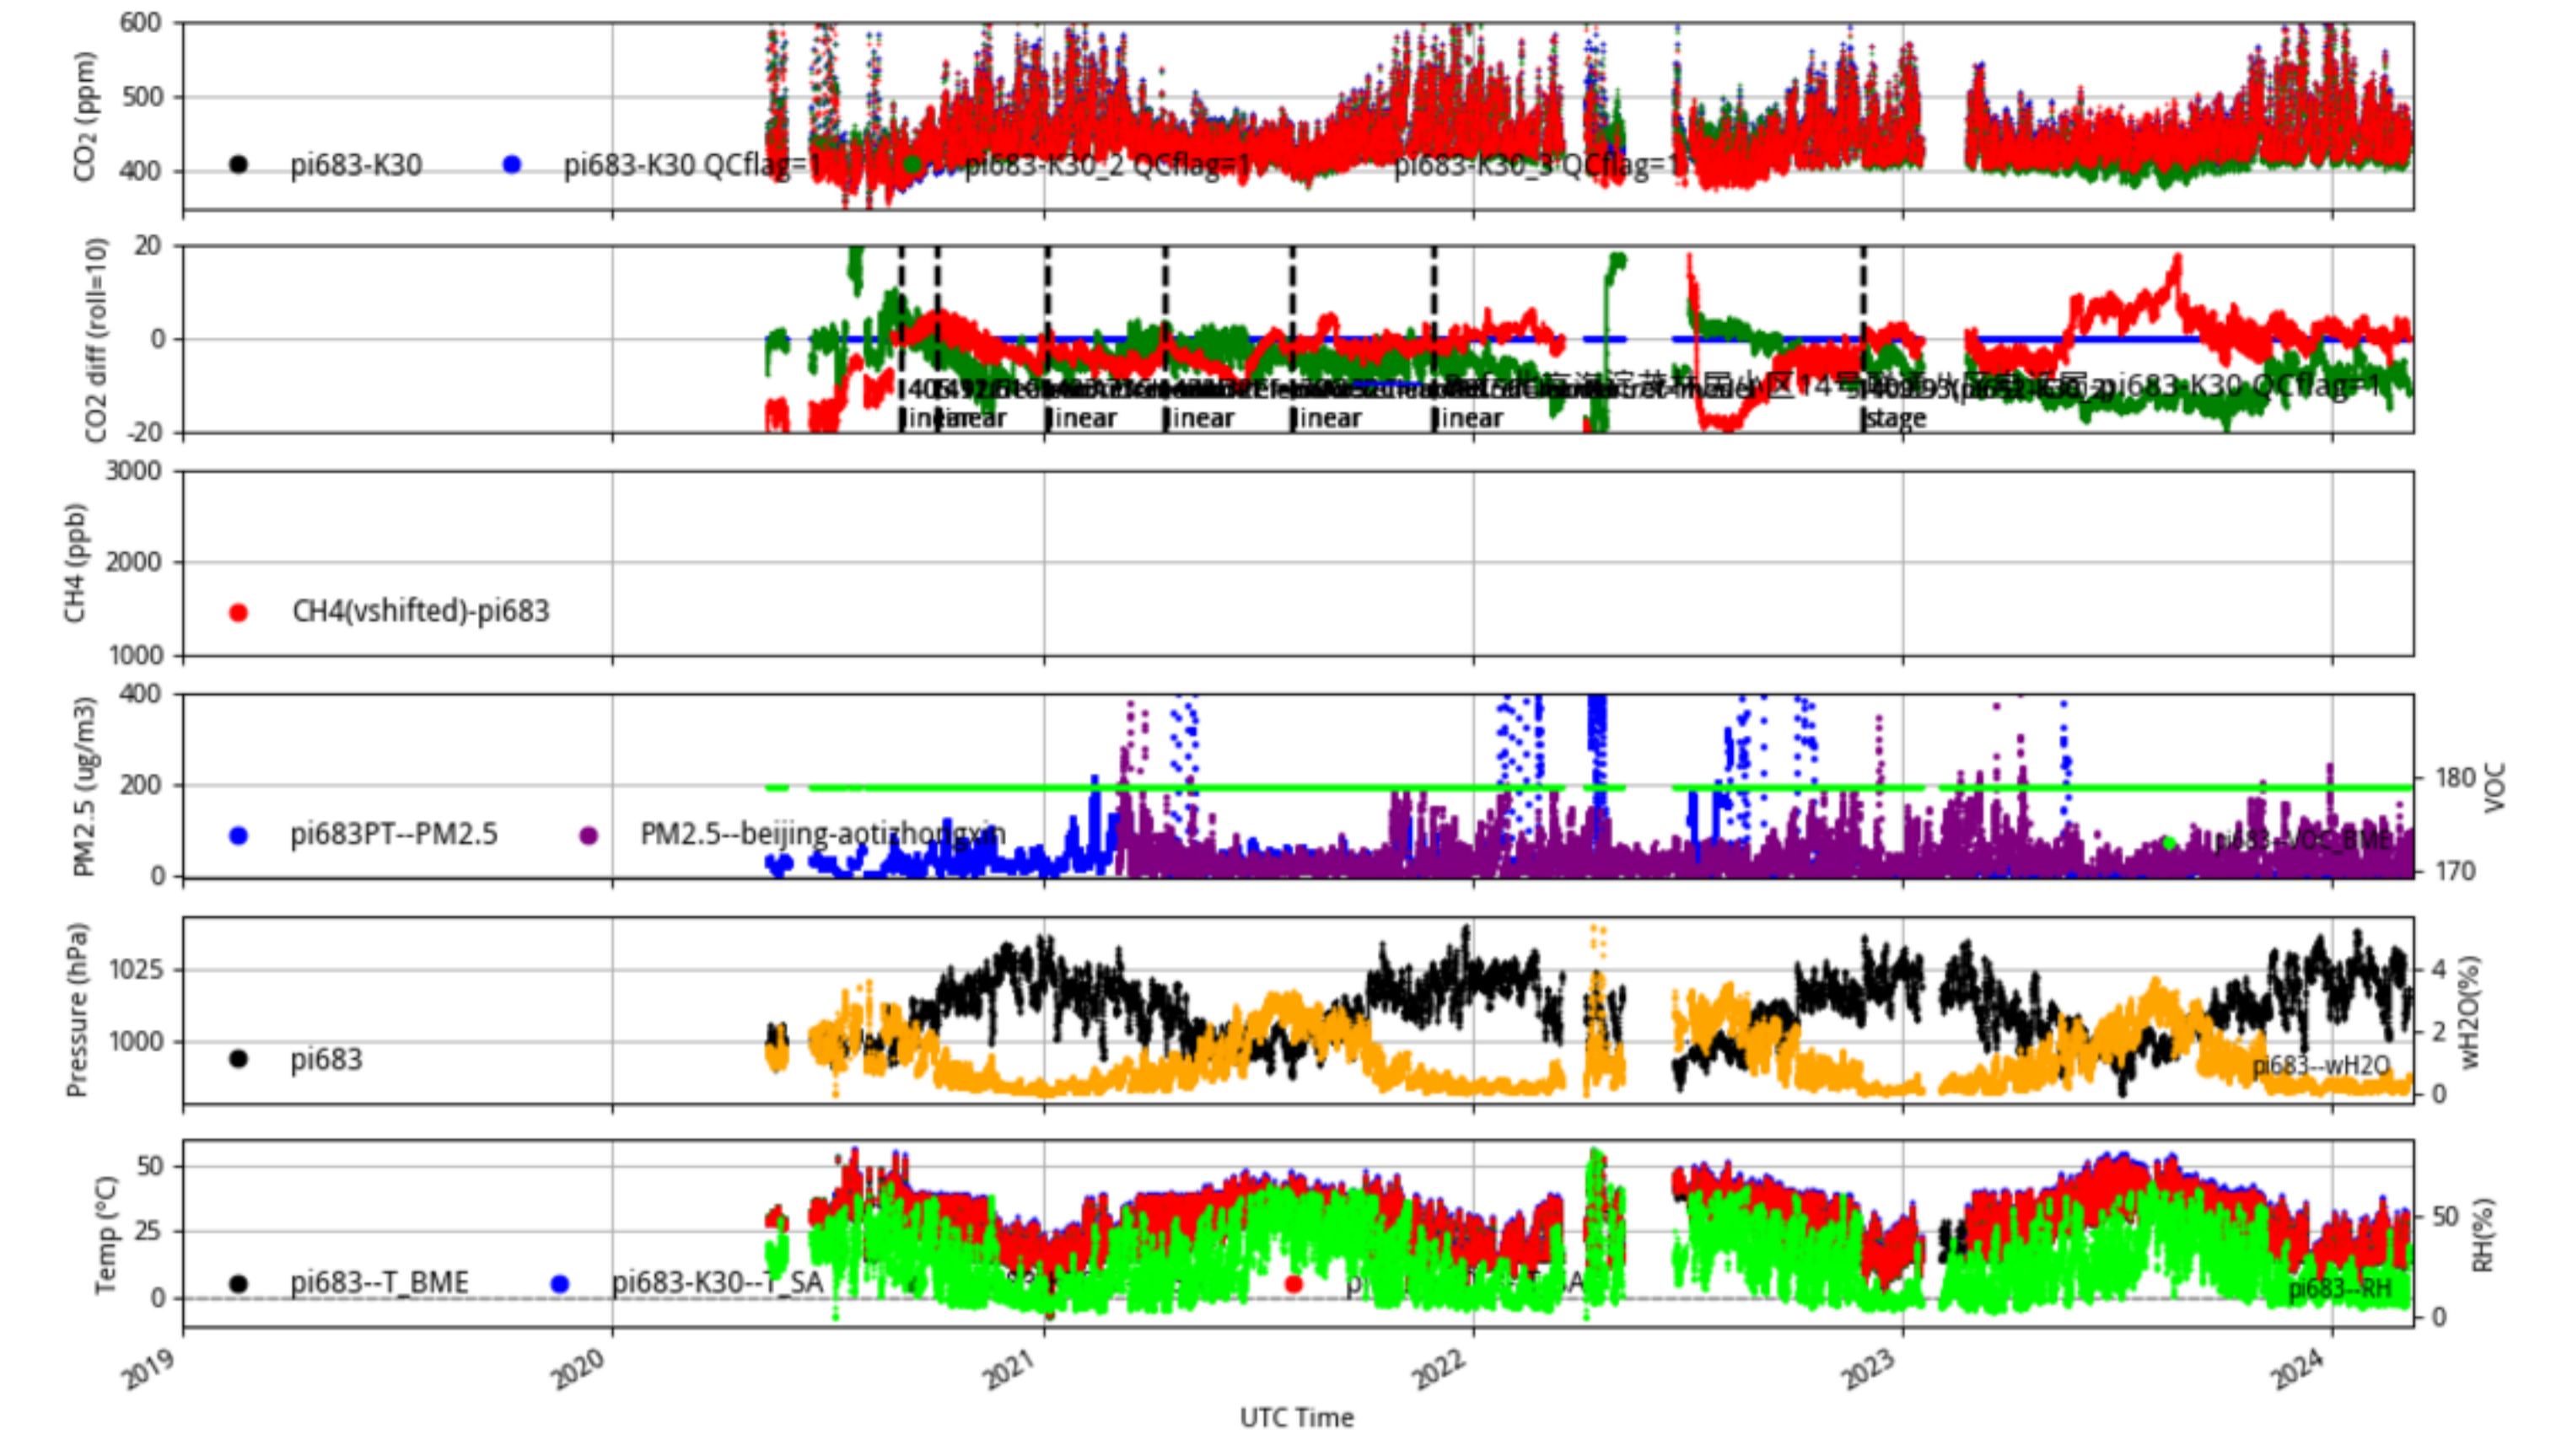 600
500
400
CO₂ (ppm)
pi683-K30
pi683-K30 QCflag=1
pi683-K30_2 QCflag=1
pi683-K30_3 QCflag=1
20
0
-20
CO2 diff (roll=10)
pi683-K30 QCflag=1
linear
linear
linear
linear
linear
linear
stage
3000
2000
1000
CH4 (ppb)
CH4(vshifted)-pi683
400
200
0
PM2.5 (ug/m3)
pi683PT--PM2.5
PM2.5--beijing-aotizhongxin
pi683--VOC_BME
180
170
VOC
1025
1000
Pressure (hPa)
pi683
pi683--wH2O
4
2
0
wH2O(%)
50
25
0
Temp (°C)
pi683--T_BME
pi683-K30--T_SA
pi683--RH
50
0
RH(%)
2019
2020
2021
2022
2023
2024
UTC Time